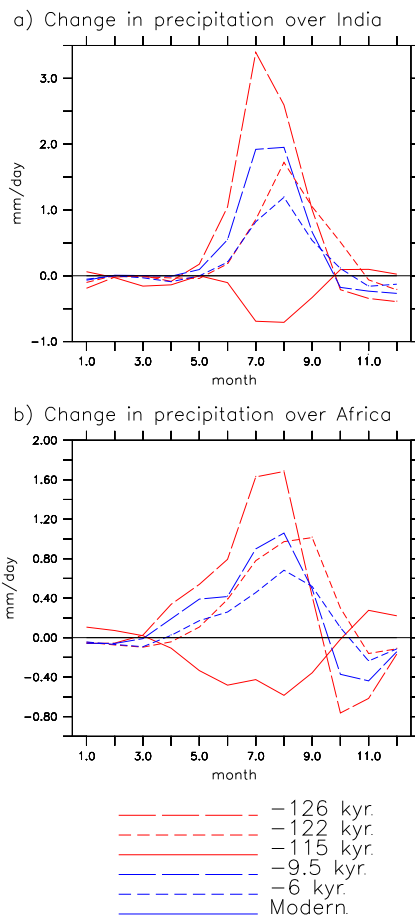 a) Change in precipitation over India
3.0
2.0
1.0
0.0
-1.0
mm/day
1.0 3.0 5.0 7.0 9.0 11.0
month
b) Change in precipitation over Africa
2.00
1.60
1.20
0.80
0.40
0.00
-0.40
-0.80
mm/day
1.0 3.0 5.0 7.0 9.0 11.0
month
-126 kyr.
-122 kyr.
-115 kyr.
-9.5 kyr.
-6 kyr.
Modern.